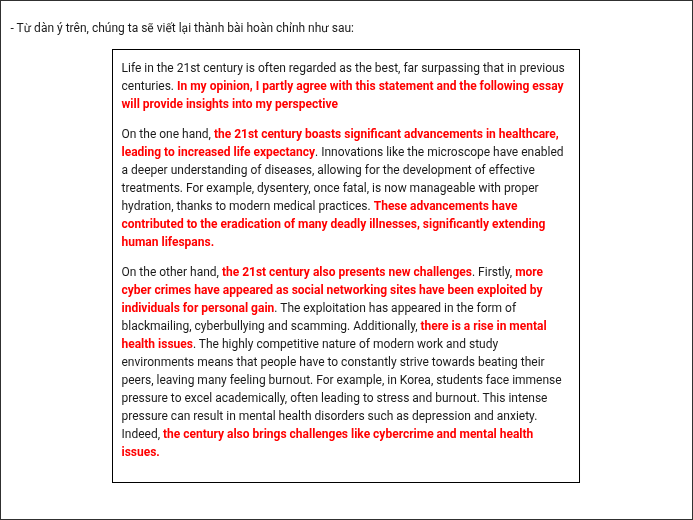 - Từ dàn ý trên, chúng ta sẽ viết lại thành bài hoàn chỉnh như sau:
Life in the 21st century is often regarded as the best, far surpassing that in previous
centuries. In my opinion, I partly agree with this statement and the following essay
will provide insights into my perspective
On the one hand, the 21st century boasts significant advancements in healthcare,
leading to increased life expectancy. Innovations like the microscope have enabled
a deeper understanding of diseases, allowing for the development of effective
treatments. For example, dysentery, once fatal, is now manageable with proper
hydration, thanks to modern medical practices. These advancements have
contributed to the eradication of many deadly illnesses, significantly extending
human lifespans.
On the other hand, the 21st century also presents new challenges. Firstly, more
cyber crimes have appeared as social networking sites have been exploited by
individuals for personal gain. The exploitation has appeared in the form of
blackmailing, cyberbullying and scamming. Additionally, there is a rise in mental
health issues. The highly competitive nature of modern work and study
environments means that people have to constantly strive towards beating their
peers, leaving many feeling burnout. For example, in Korea, students face immense
pressure to excel academically, often leading to stress and burnout. This intense
pressure can result in mental health disorders such as depression and anxiety.
Indeed, the century also brings challenges like cybercrime and mental health
issues.